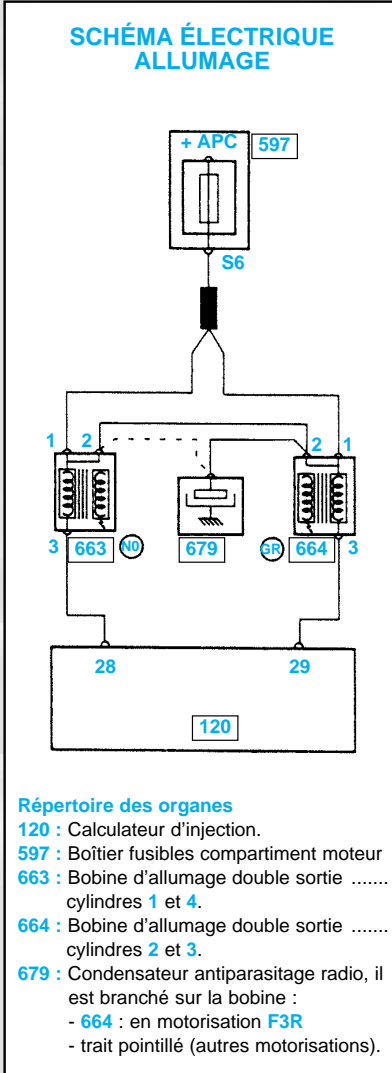 SCHÉMA ÉLECTRIQUE
ALLUMAGE
+ APC 597
S6
1 2 2 1
3 663 N0 679 GR 664 3
28 29
120
Répertoire des organes
120 : Calculateur d'injection.
597 : Boîtier fusibles compartiment moteur
663 : Bobine d'allumage double sortie .......
cylindres 1 et 4.
664 : Bobine d'allumage double sortie .......
cylindres 2 et 3.
679 : Condensateur antiparasitage radio, il
est branché sur la bobine :
- 664 : en motorisation F3R
- trait pointillé (autres motorisations).